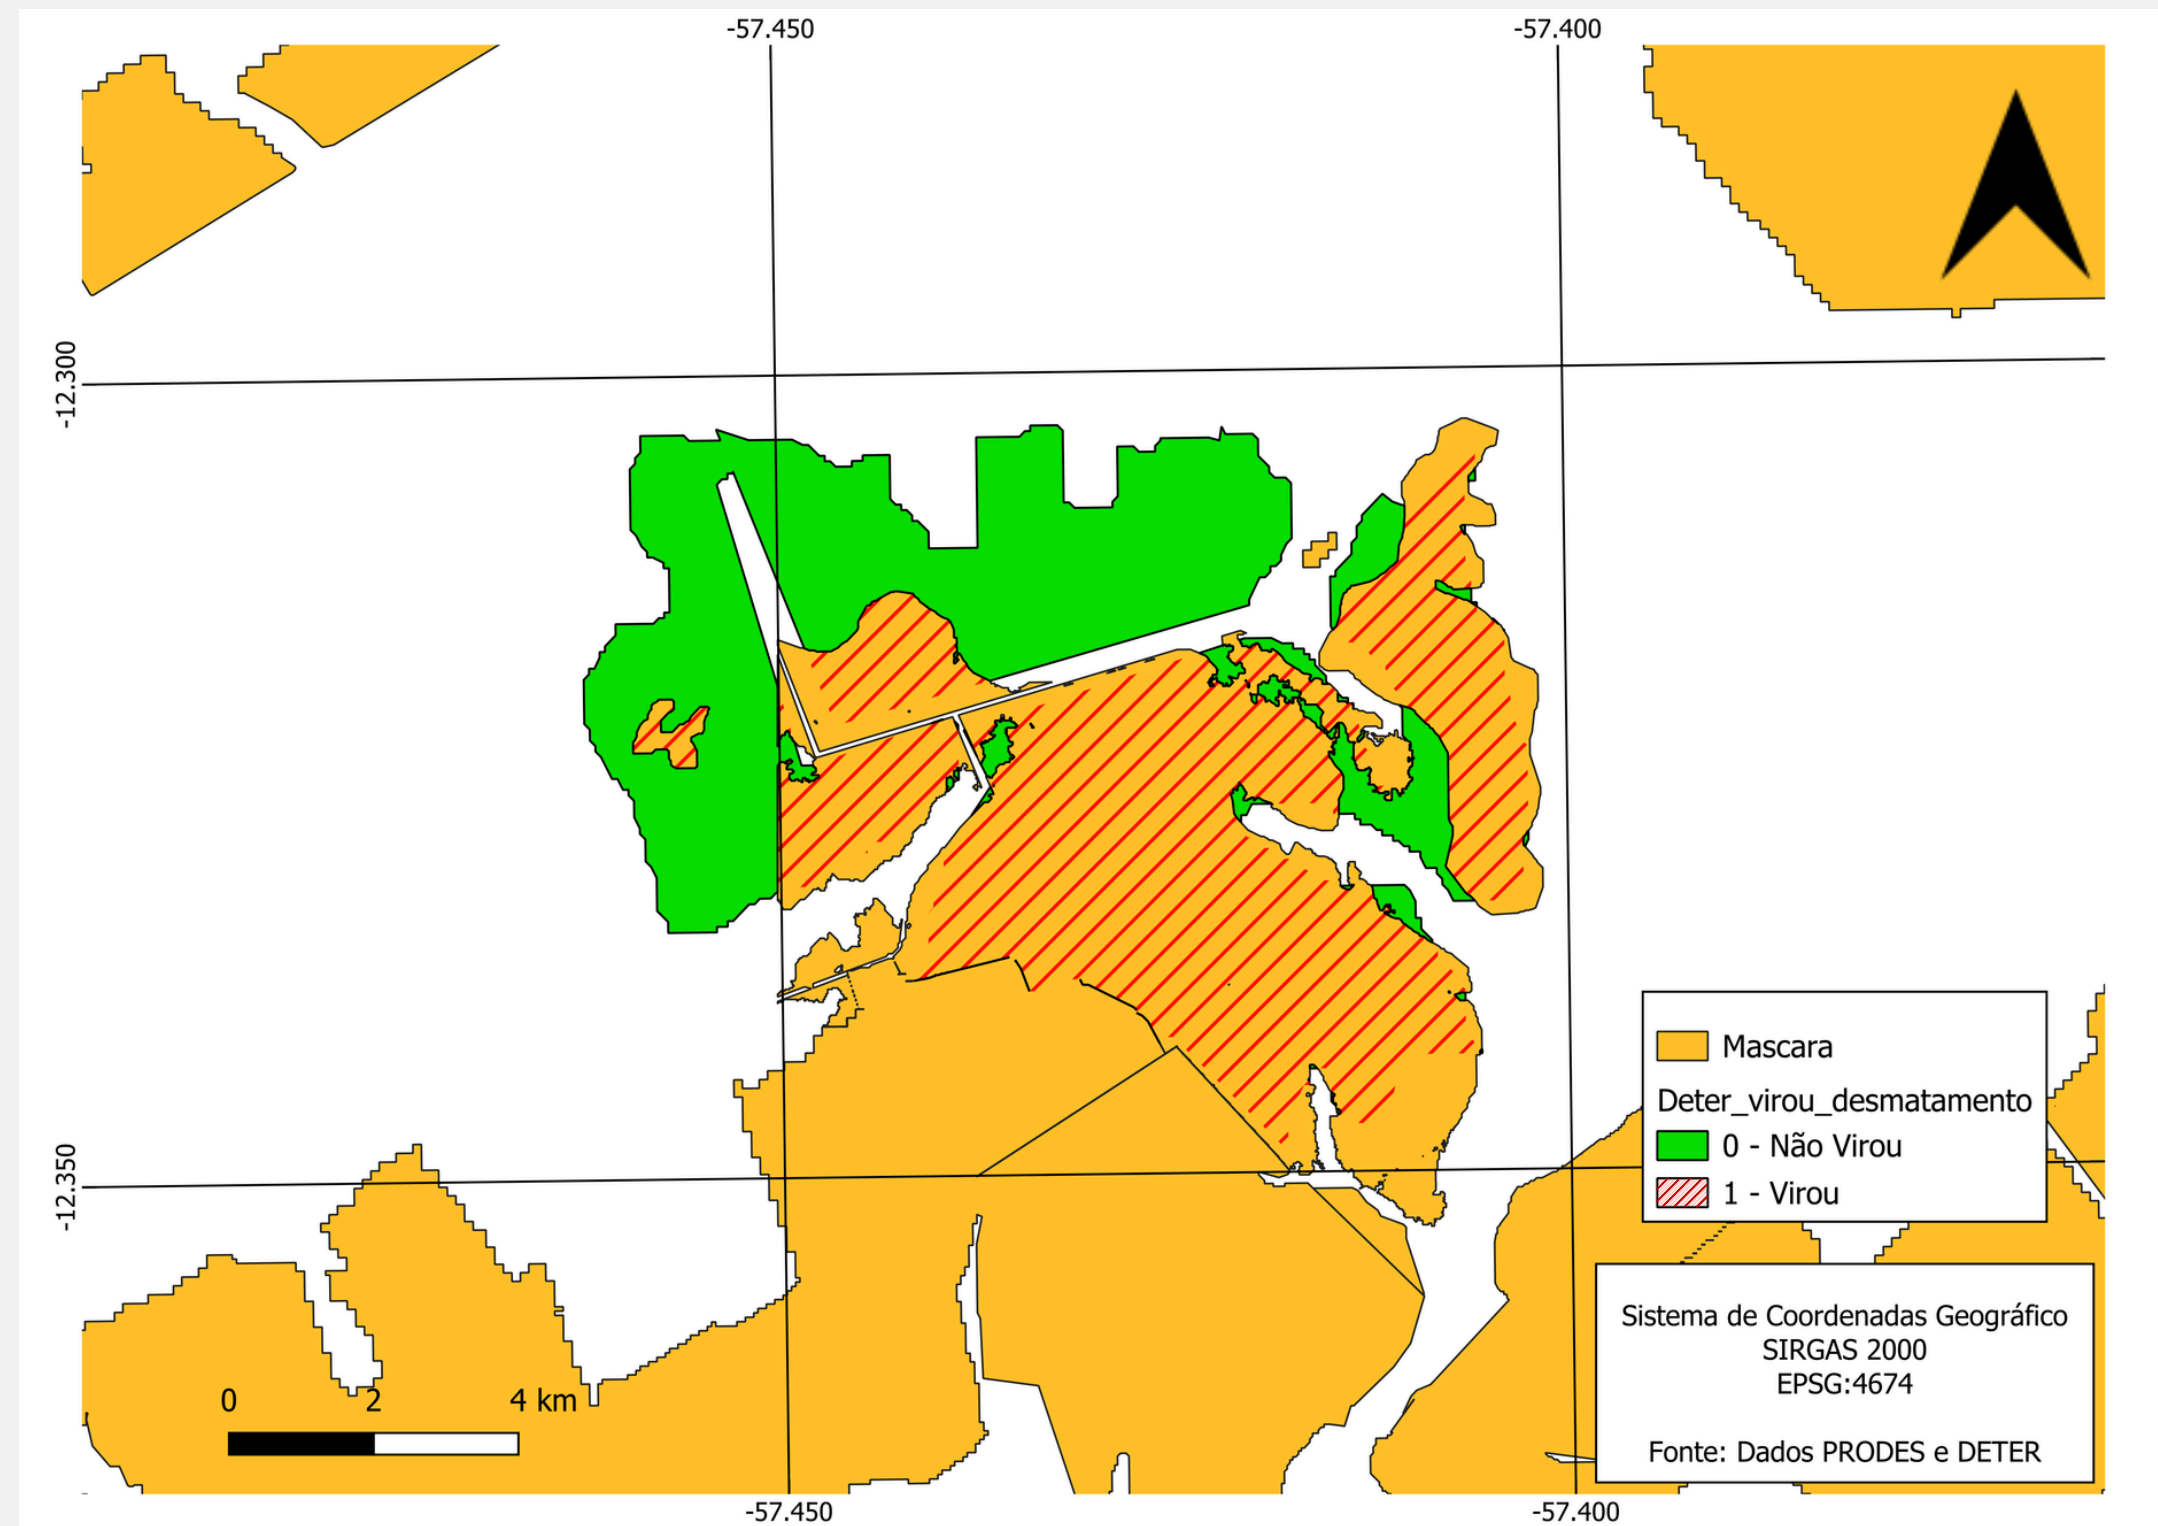 -57.450
-57.400
-12.300
-12.350
Mascara
Deter_virou_desmatamento
0 - Não Virou
1 - Virou
Sistema de Coordenadas Geográfico
SIRGAS 2000
EPSG:4674
Fonte: Dados PRODES e DETER
0 2 4 km
-57.450
-57.400